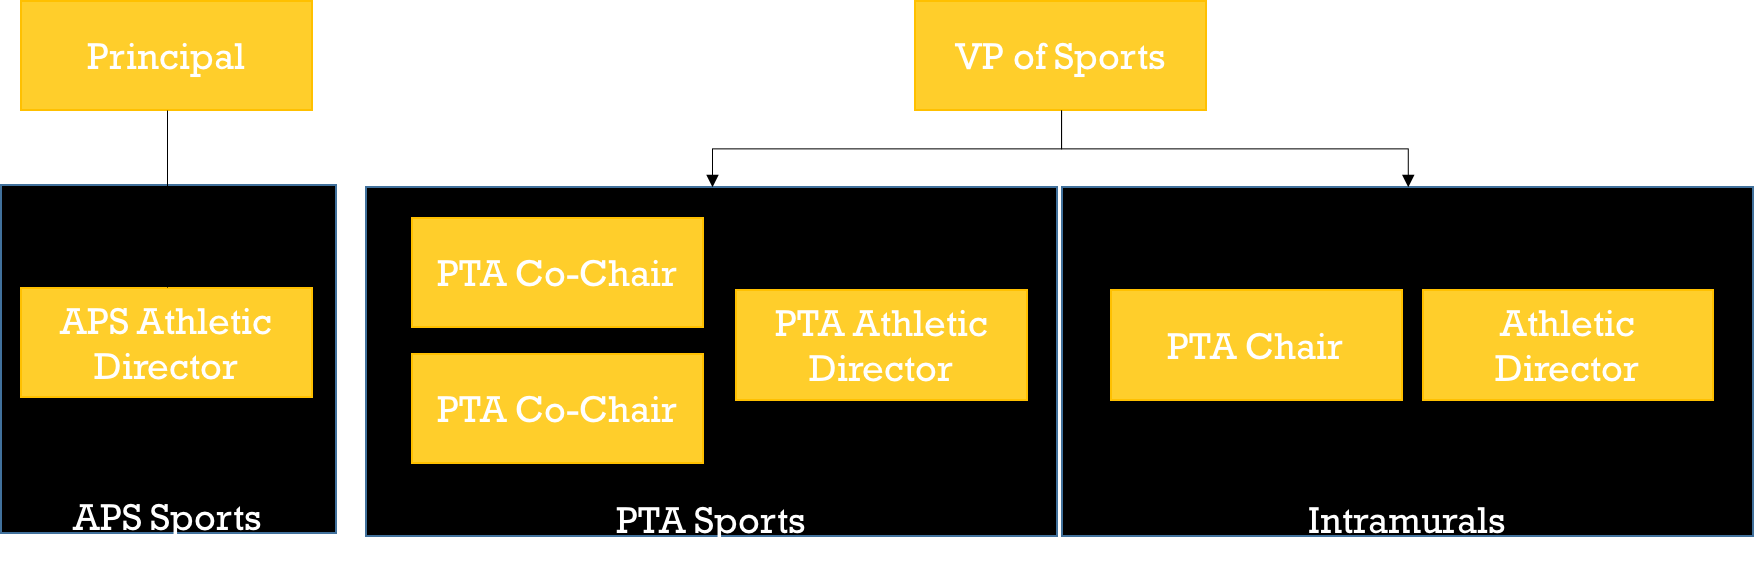 Principal
VP of Sports
APS Athletic
Director
APS Sports
PTA Co-Chair
PTA Co-Chair
PTA Athletic
Director
PTA Sports
PTA Chair
Athletic
Director
Intramurals